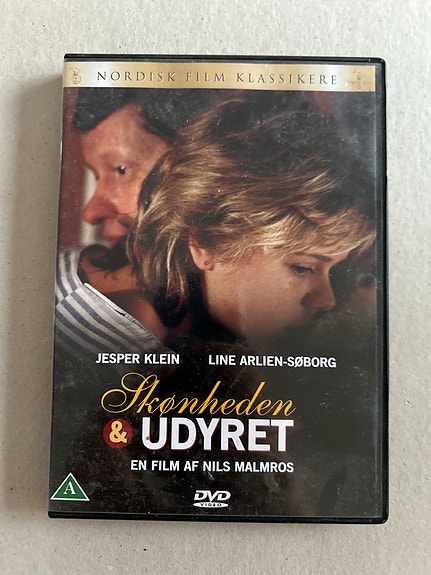 NORDISK FILM KLASSIKERE
JESPER KLEIN LINE ARLIEN-SØBORG
Skønheden
& UDYRET
EN FILM AF NILS MALMROS
A
DVD
VIDEO